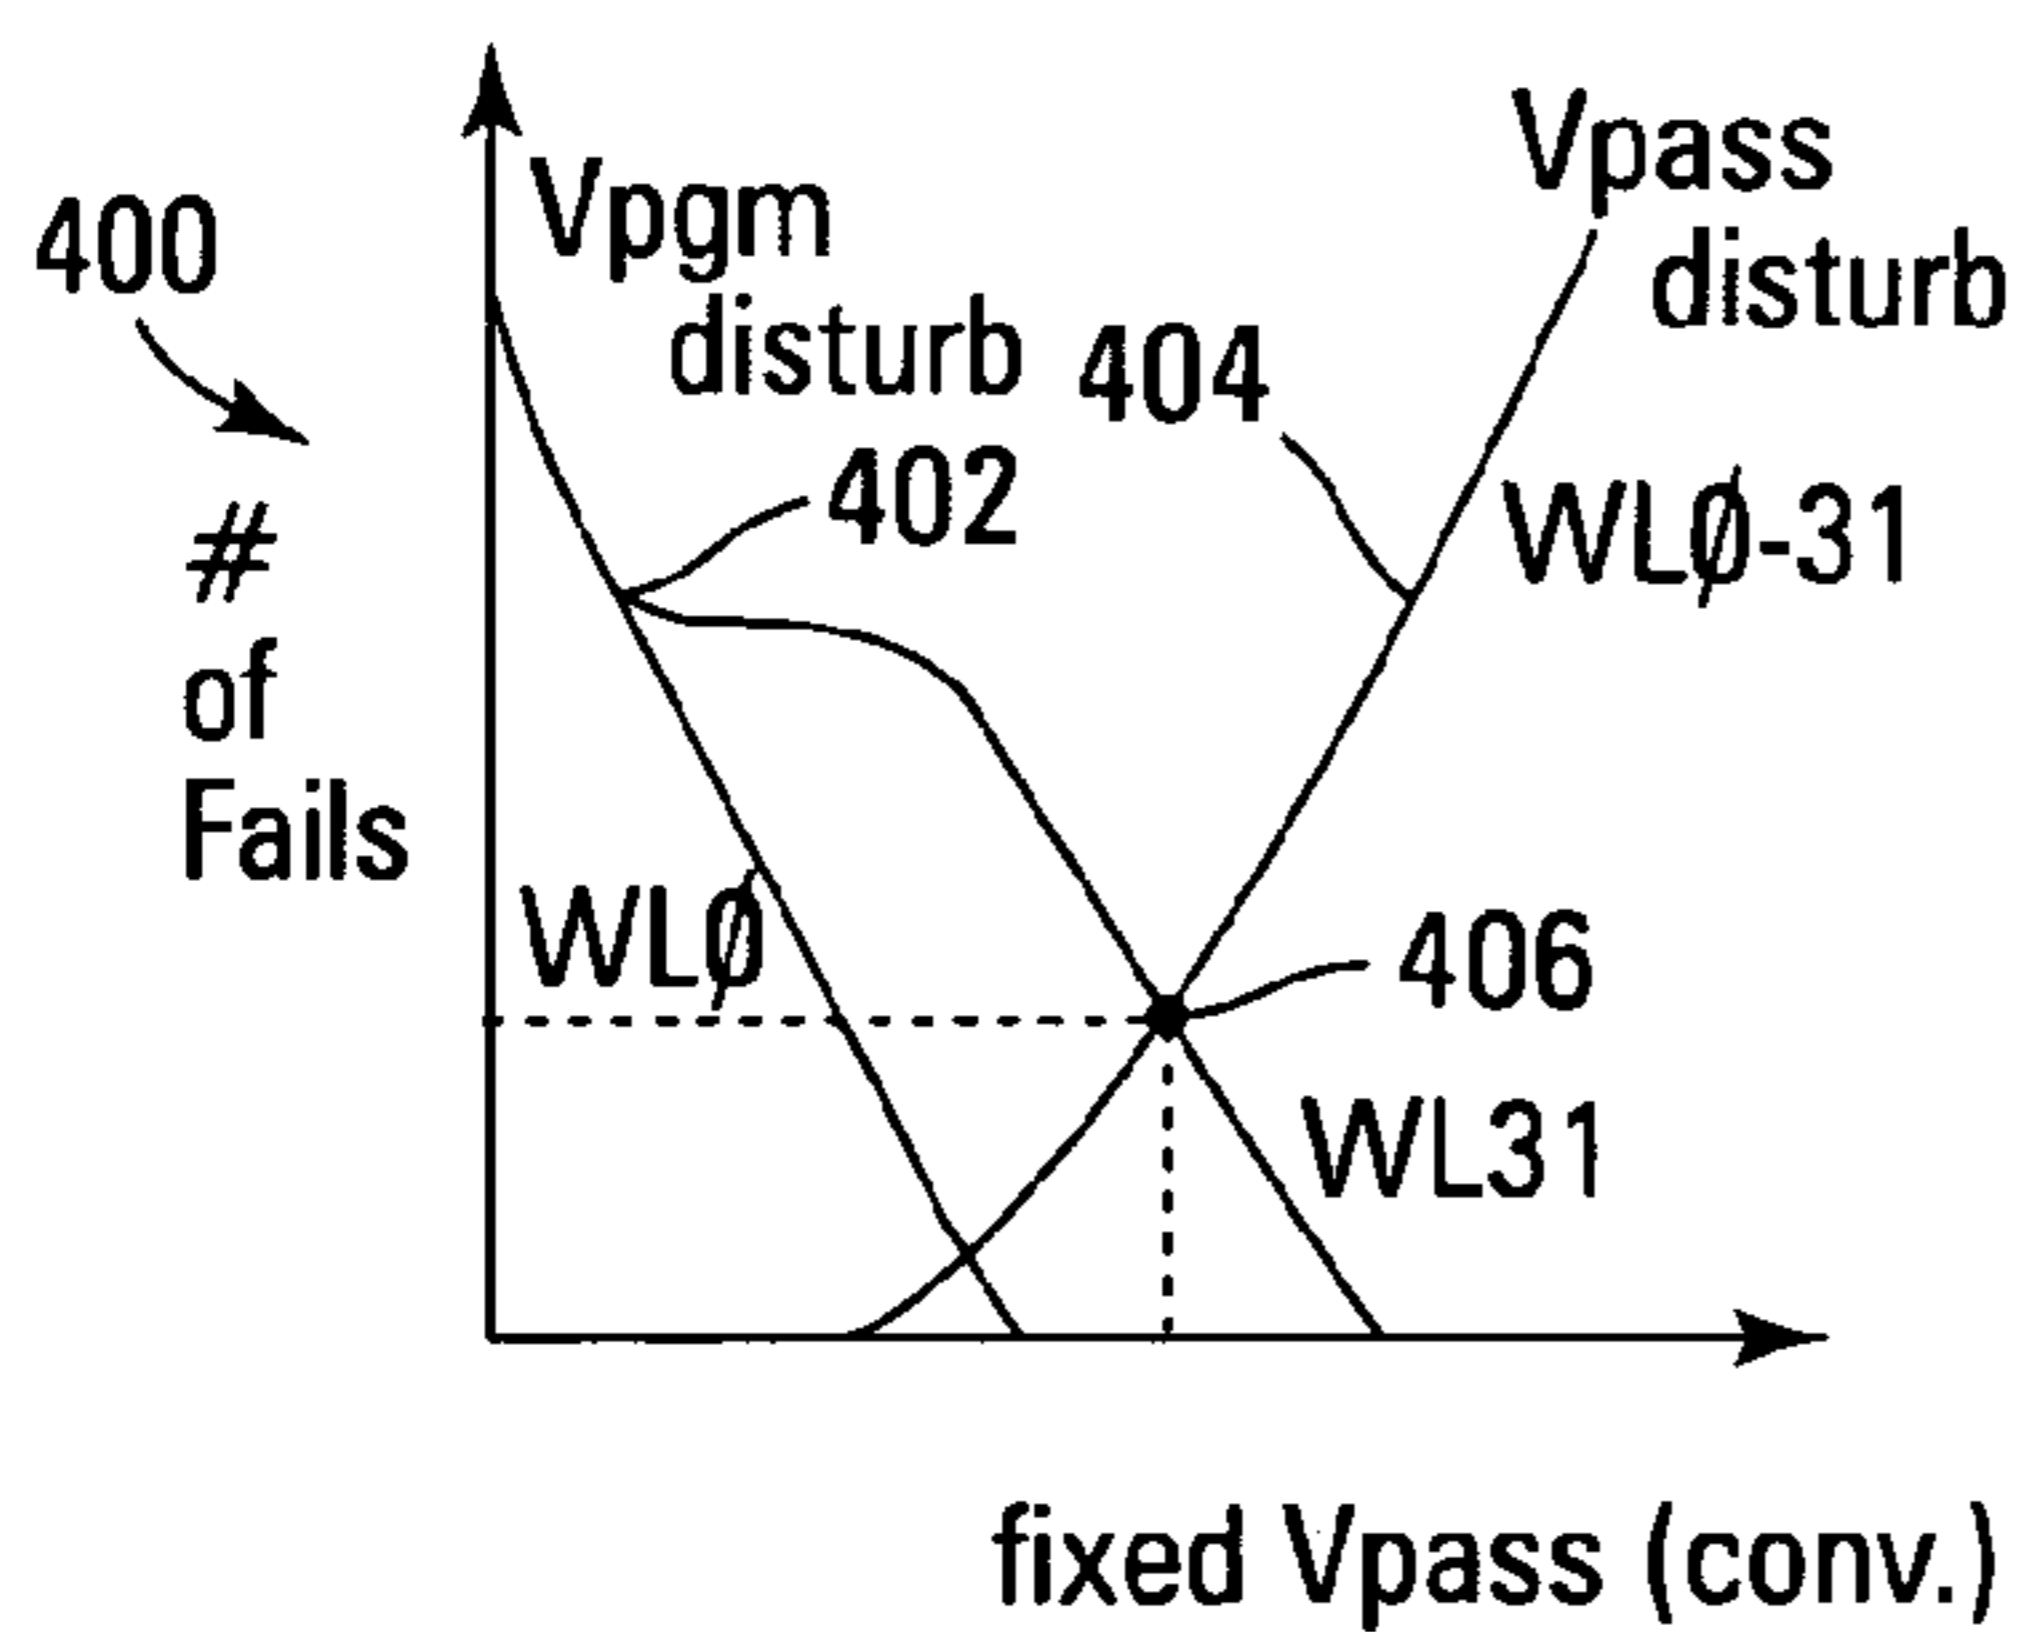 Vpass
disturb
Vpgm
disturb
400
404
402
WLØ-31
#
of
Fails
WLØ
406
WL31
fixed Vpass (conv.)